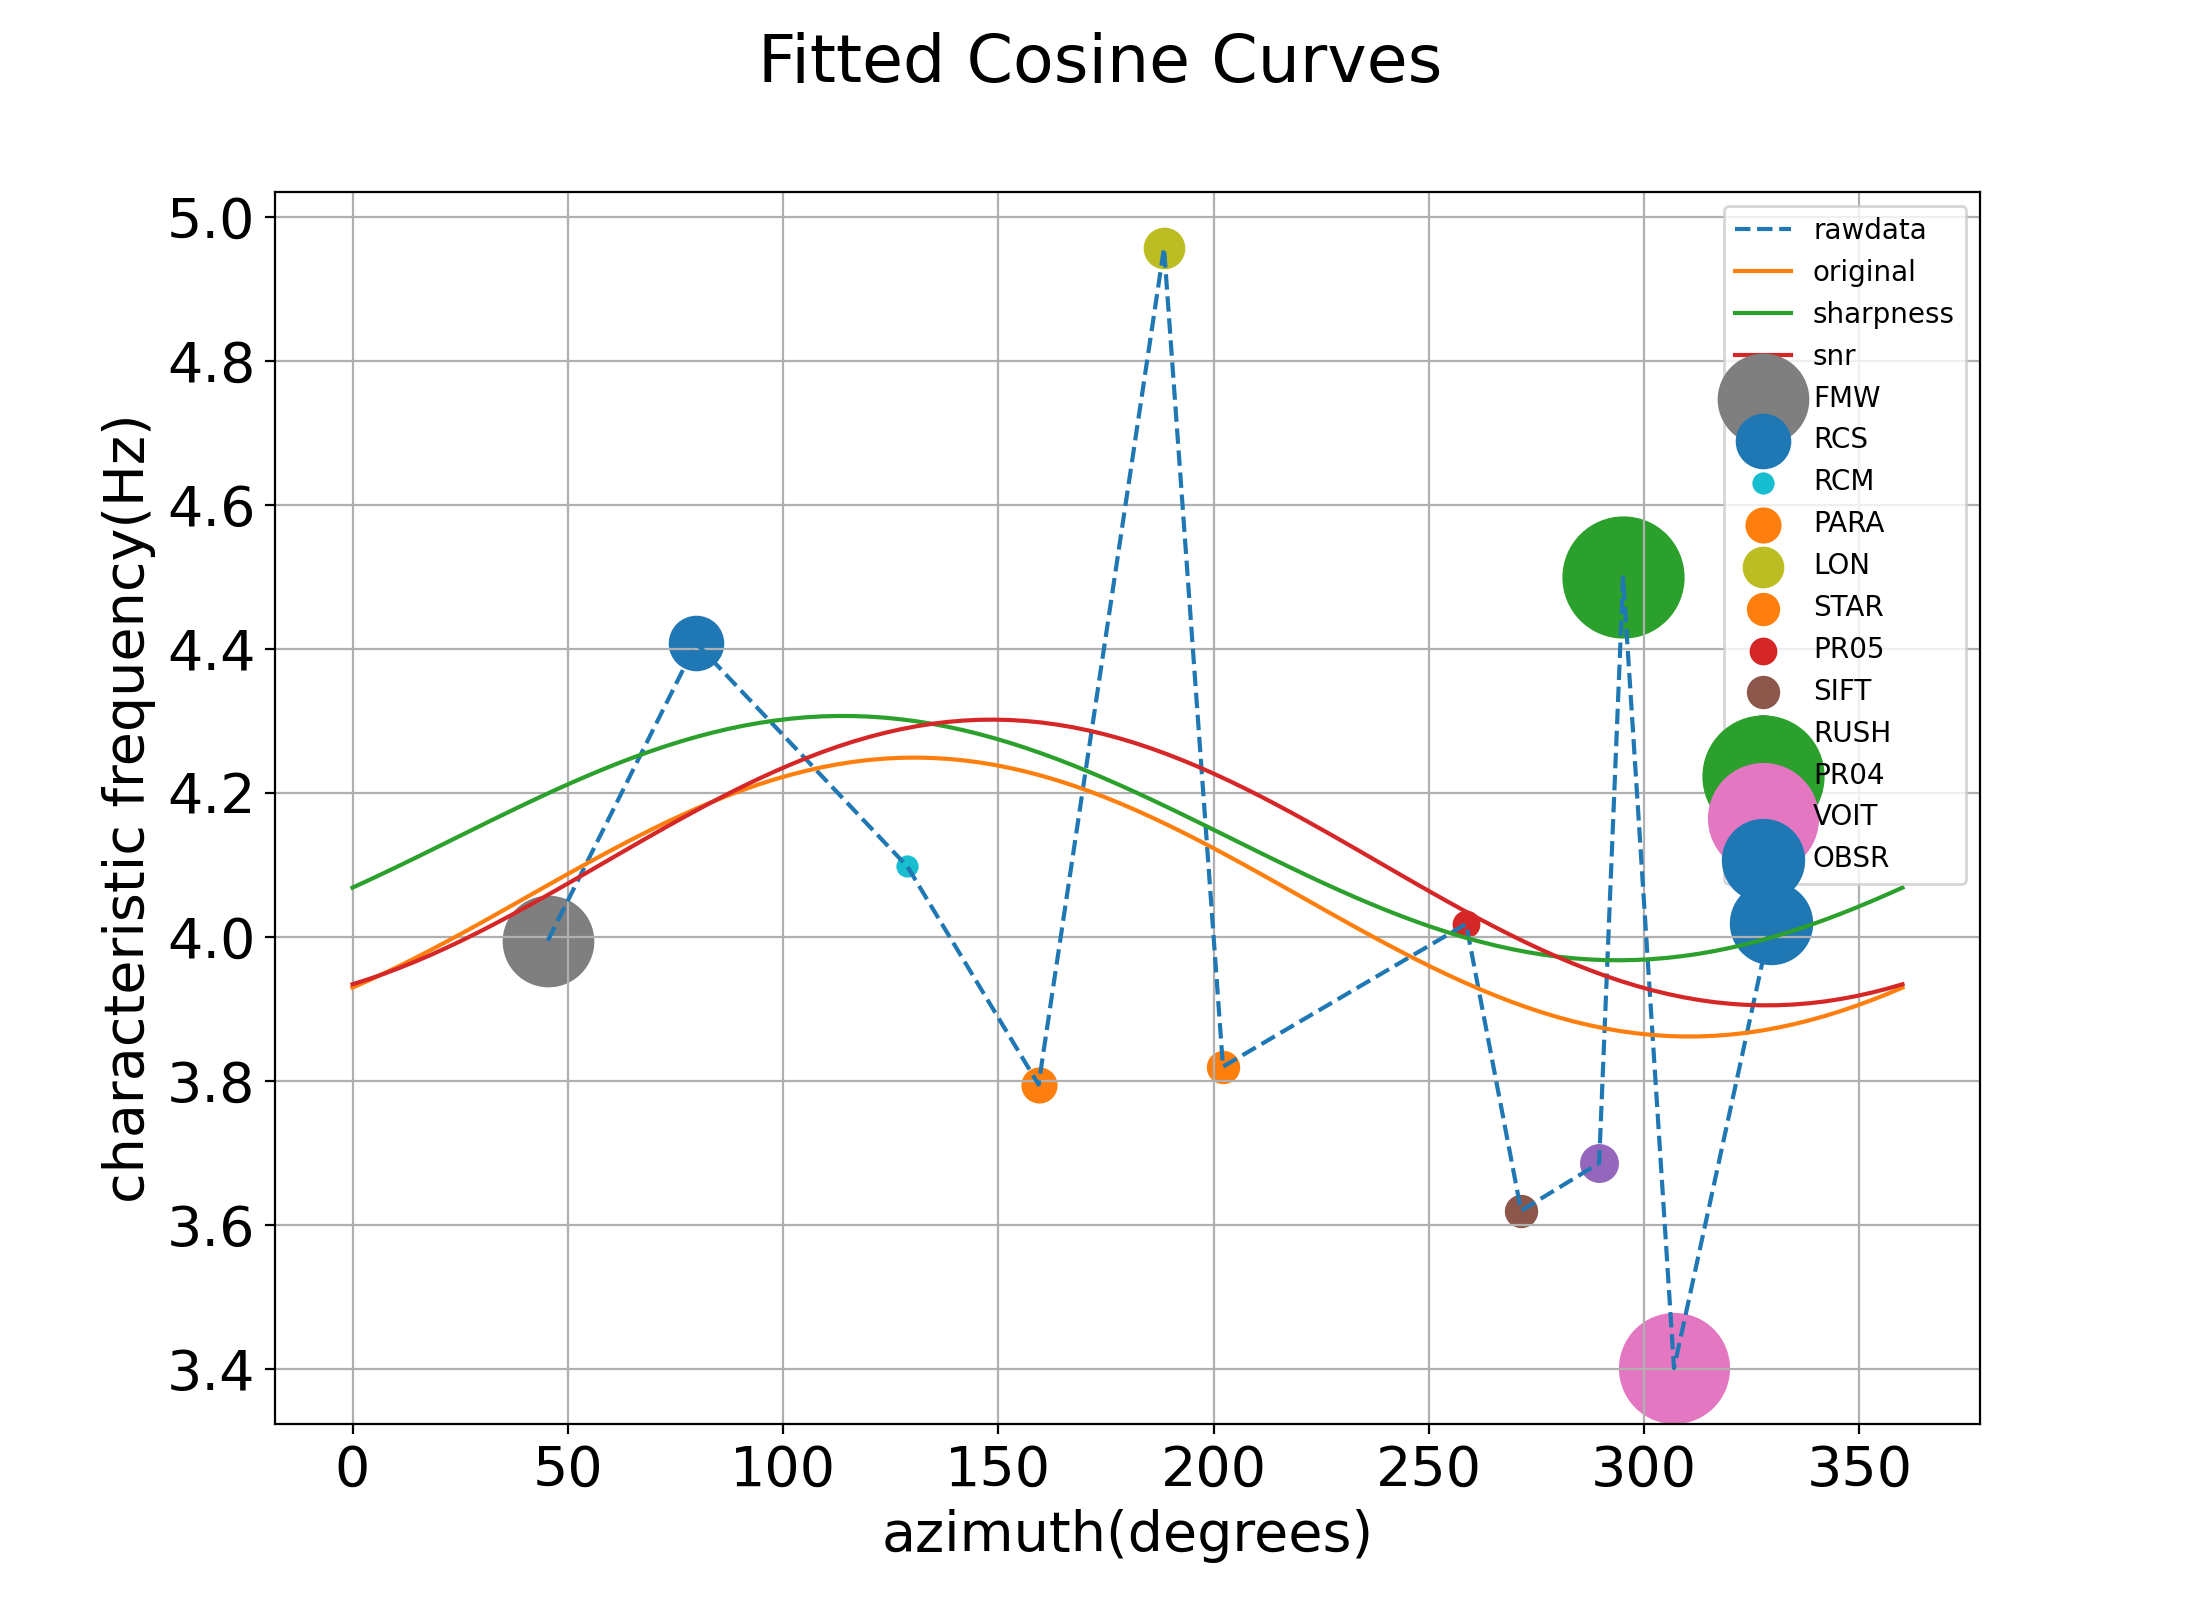 Fitted Cosine Curves
5.0
4.8
4.6
4.4
4.2
4.0
3.8
3.6
3.4
characteristic frequency(Hz)
rawdata
original
sharpness
snr
FMW
RCS
RCM
PARA
LON
STAR
PR05
SIFT
RUSH
PR04
VOIT
OBSR
0 50 100 150 200 250 300 350
azimuth(degrees)